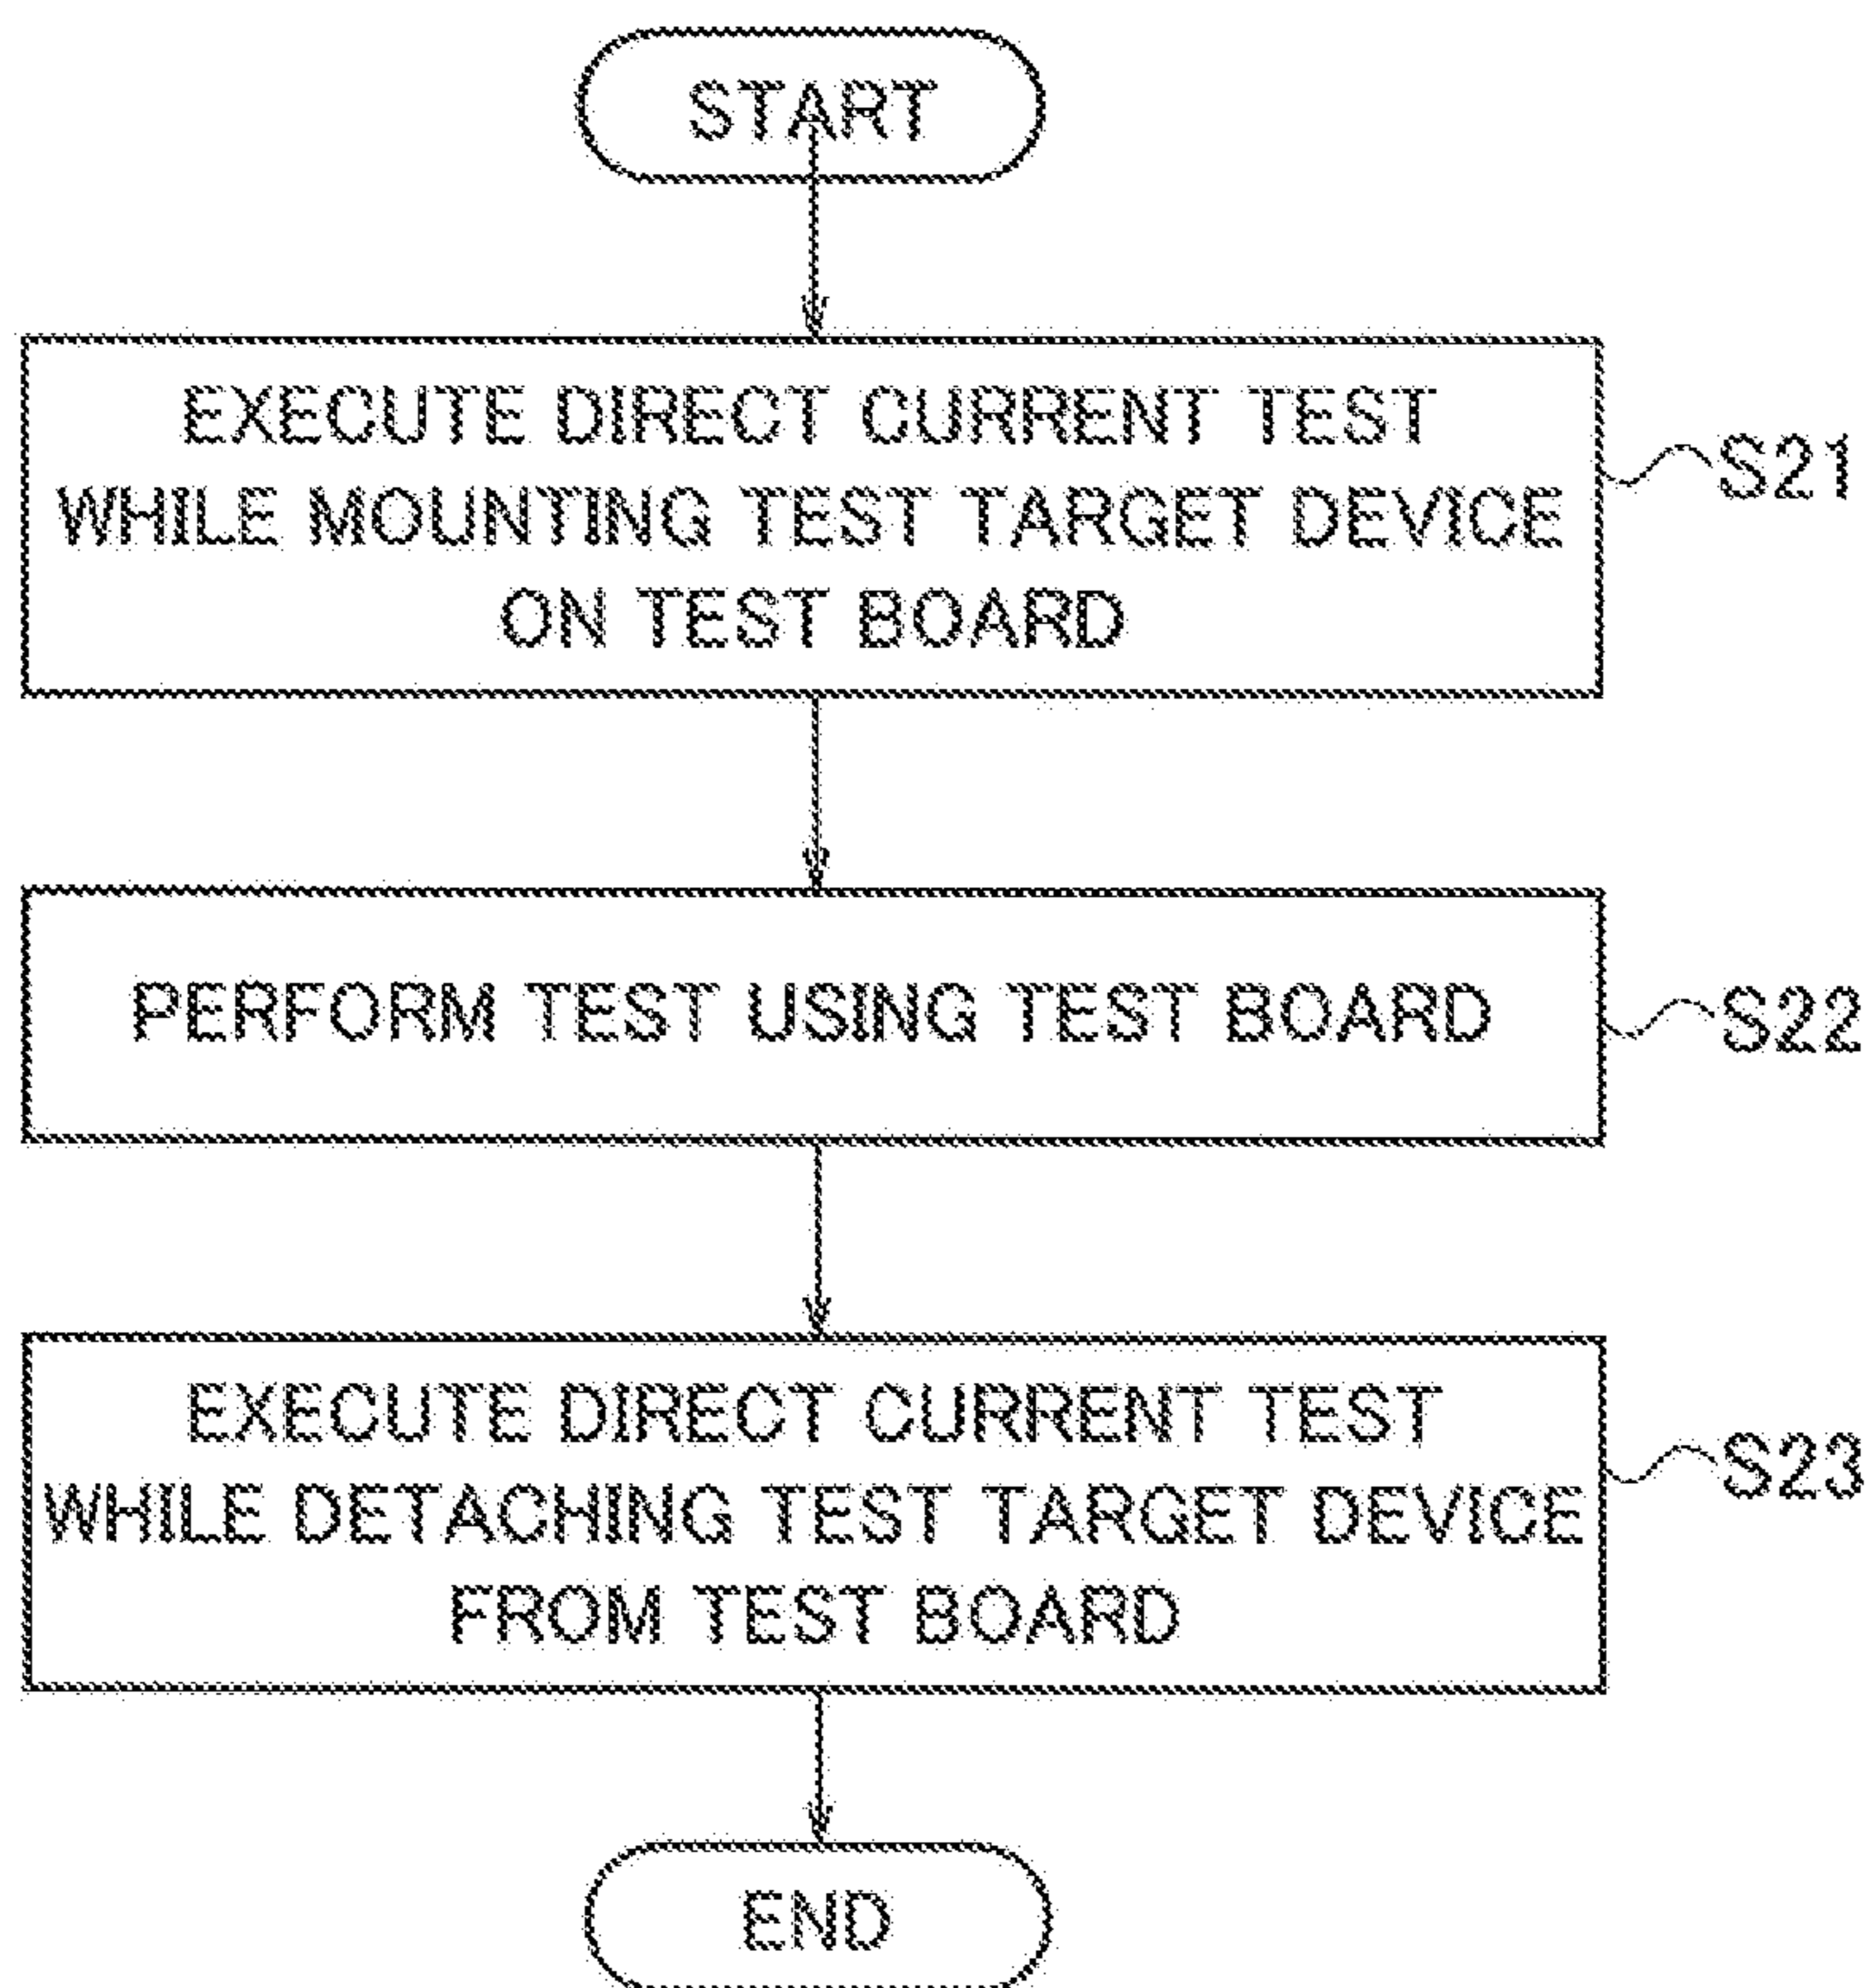 START
EXECUTE DIRECT CURRENT TEST
WHILE MOUNTING TEST TARGET DEVICE
ON TEST BOARD
S21
PERFORM TEST USING TEST BOARD
S22
EXECUTE DIRECT CURRENT TEST
WHILE DETACHING TEST TARGET DEVICE
FROM TEST BOARD
S23
END